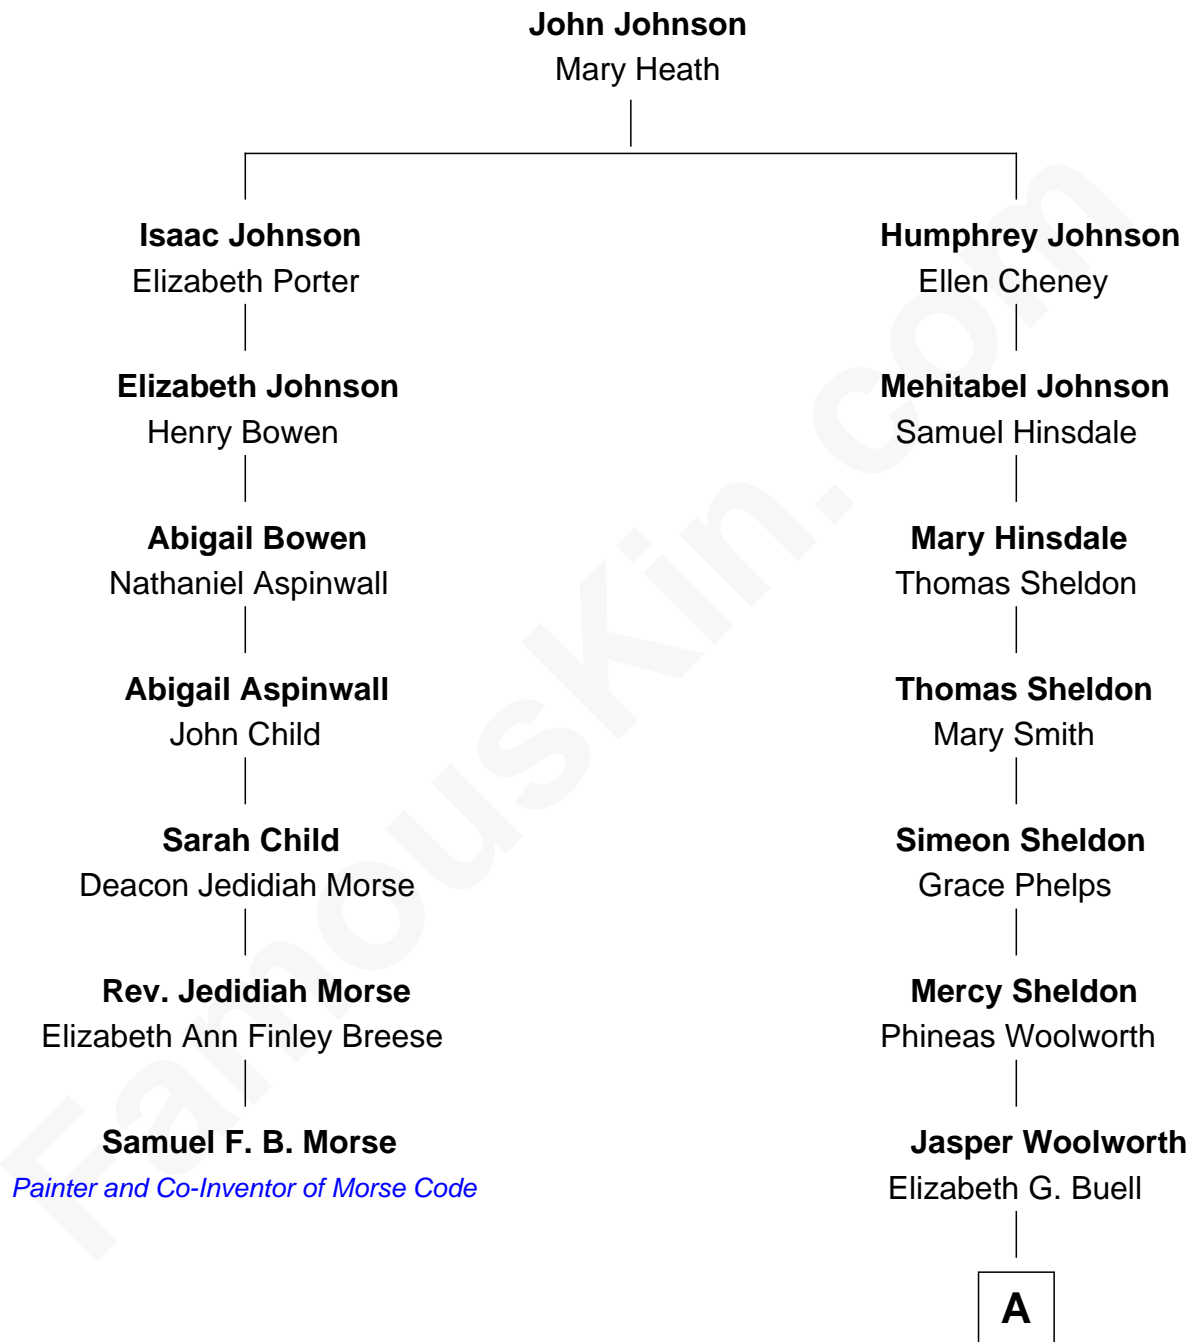 John Johnson
Mary Heath
Isaac Johnson
Elizabeth Porter
Humphrey Johnson
Ellen Cheney
Elizabeth Johnson
Henry Bowen
Mehitabel Johnson
Samuel Hinsdale
Abigail Bowen
Nathaniel Aspinwall
Mary Hinsdale
Thomas Sheldon
Abigail Aspinwall
John Child
Thomas Sheldon
Mary Smith
Sarah Child
Deacon Jedidiah Morse
Simeon Sheldon
Grace Phelps
Rev. Jedidiah Morse
Elizabeth Ann Finley Breese
Mercy Sheldon
Phineas Woolworth
Samuel F. B. Morse
Painter and Co-Inventor of Morse Code
Jasper Woolworth
Elizabeth G. Buell
A
FamousKin.com